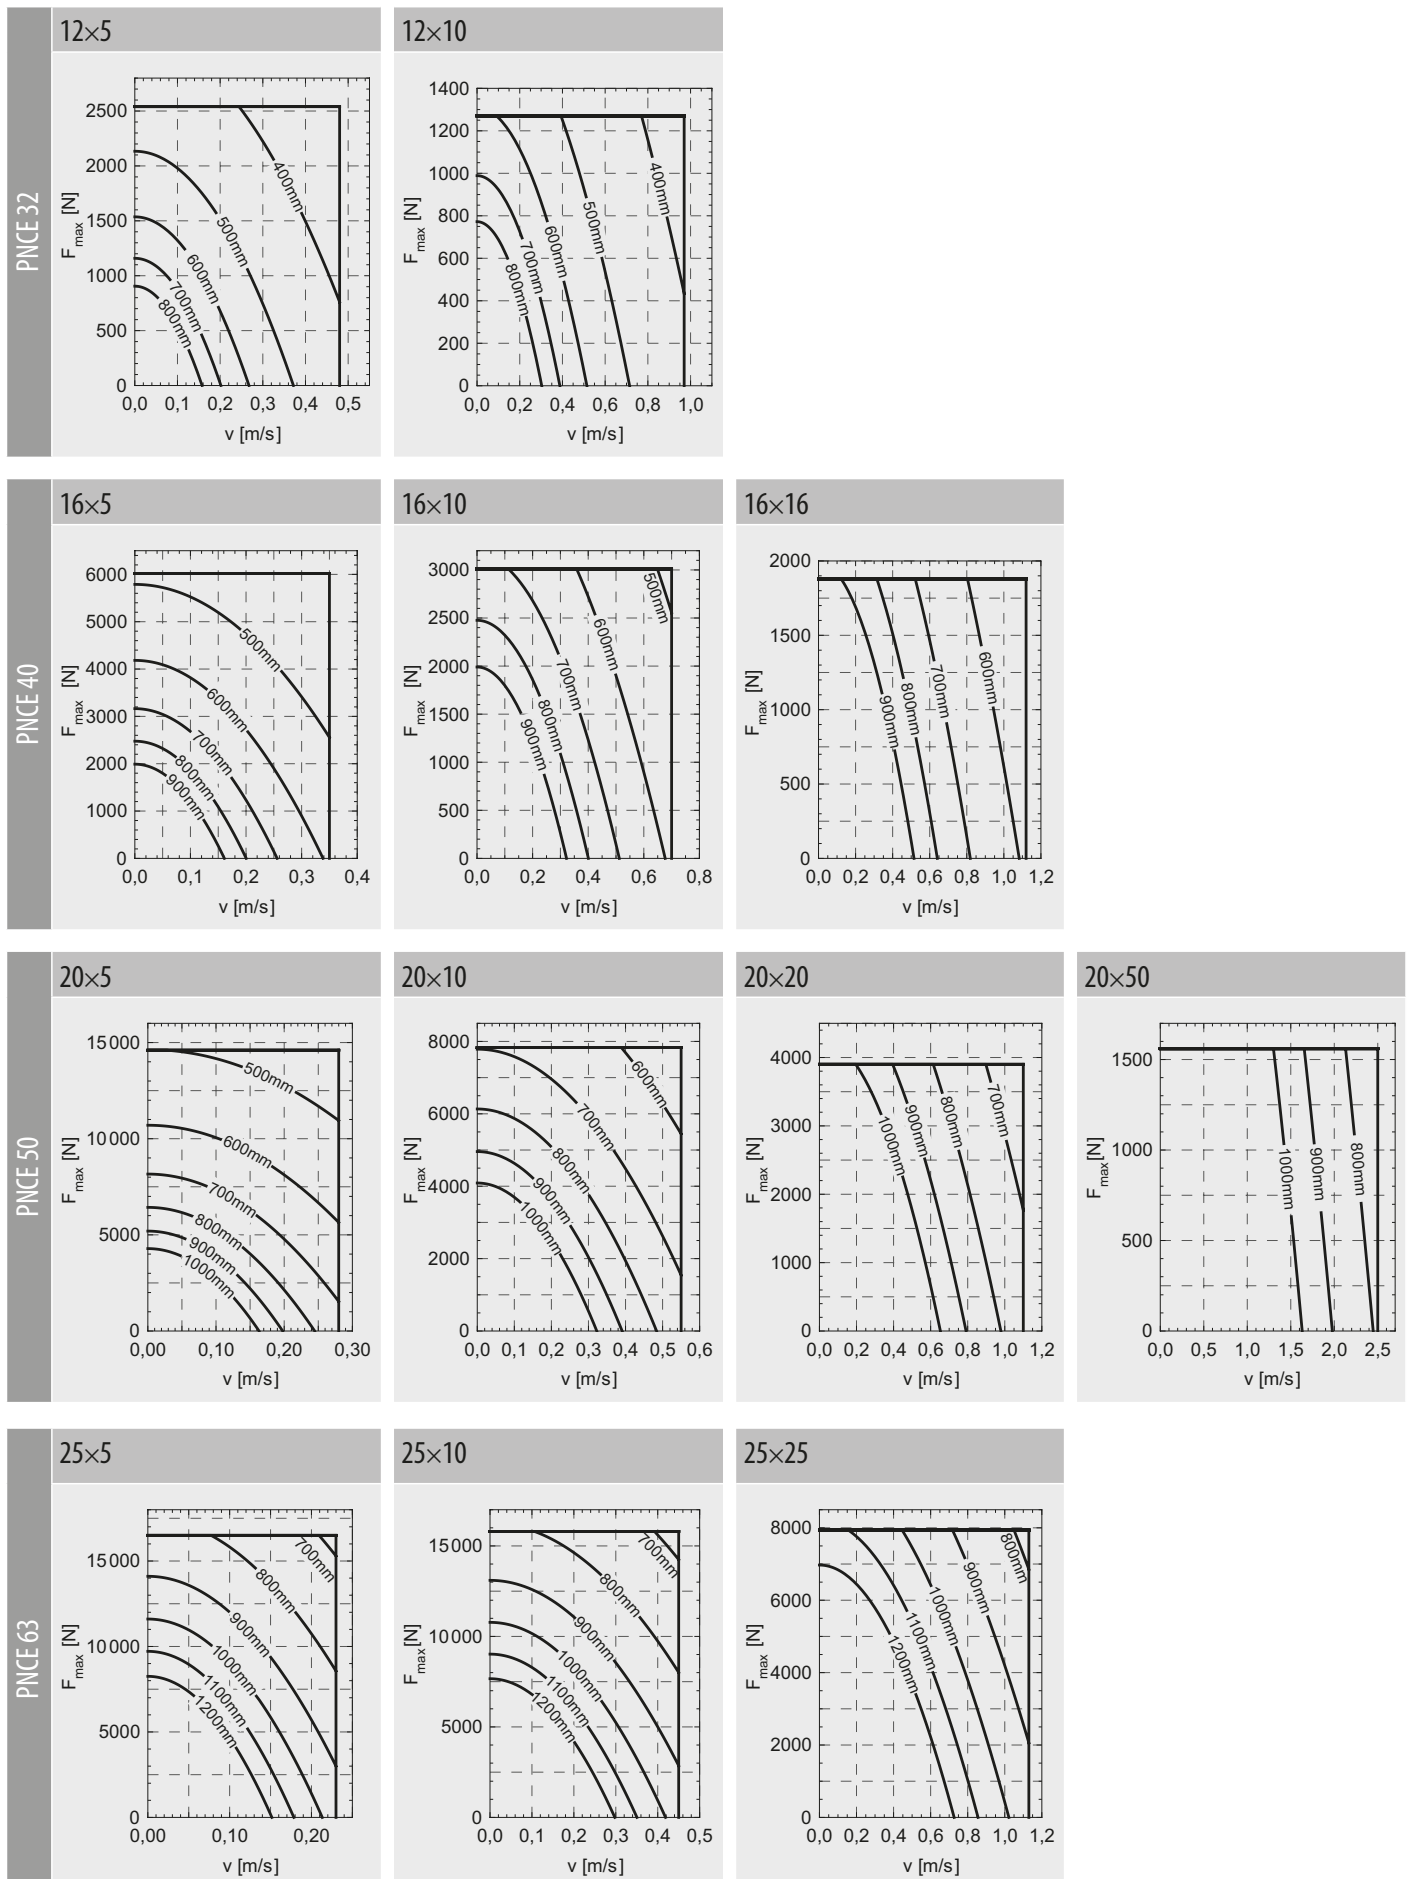 PNCE 32
12×5
12×10
F max [N]
2500
2000
1500
1000
500
0
400mm
500mm
600mm
700mm
800mm
0,0 0,1 0,2 0,3 0,4 0,5
v [m/s]
F max [N]
1400
1200
1000
800
600
400
200
0
400mm
500mm
600mm
700mm
800mm
0,0 0,2 0,4 0,6 0,8 1,0
v [m/s]
PNCE 40
16×5
16×10
16×16
F max [N]
6000
5000
4000
3000
2000
1000
0
500mm
600mm
700mm
800mm
900mm
0,0 0,1 0,2 0,3 0,4
v [m/s]
F max [N]
3000
2500
2000
1500
1000
500
0
500mm
600mm
700mm
800mm
900mm
0,0 0,2 0,4 0,6 0,8
v [m/s]
F max [N]
2000
1500
1000
500
0
600mm
700mm
800mm
900mm
0,0 0,2 0,4 0,6 0,8 1,0 1,2
v [m/s]
PNCE 50
20×5
20×10
20×20
20×50
F max [N]
15 000
10 000
5000
0
500mm
600mm
700mm
800mm
900mm
1000mm
0,00 0,10 0,20 0,30
v [m/s]
F max [N]
8000
6000
4000
2000
0
600mm
700mm
800mm
900mm
1000mm
0,0 0,1 0,2 0,3 0,4 0,5 0,6
v [m/s]
F max [N]
4000
3000
2000
1000
0
700mm
800mm
900mm
1000mm
0,0 0,2 0,4 0,6 0,8 1,0 1,2
v [m/s]
F max [N]
1500
1000
500
0
800mm
900mm
1000mm
0,0 0,5 1,0 1,5 2,0 2,5
v [m/s]
PNCE 63
25×5
25×10
25×25
F max [N]
15 000
10 000
5000
0
700mm
800mm
900mm
1000mm
1100mm
1200mm
0,00 0,10 0,20
v [m/s]
F max [N]
15 000
10 000
5000
0
700mm
800mm
900mm
1000mm
1100mm
1200mm
0,0 0,1 0,2 0,3 0,4 0,5
v [m/s]
F max [N]
8000
6000
4000
2000
0
800mm
900mm
1000mm
1100mm
1200mm
0,0 0,2 0,4 0,6 0,8 1,0 1,2
v [m/s]